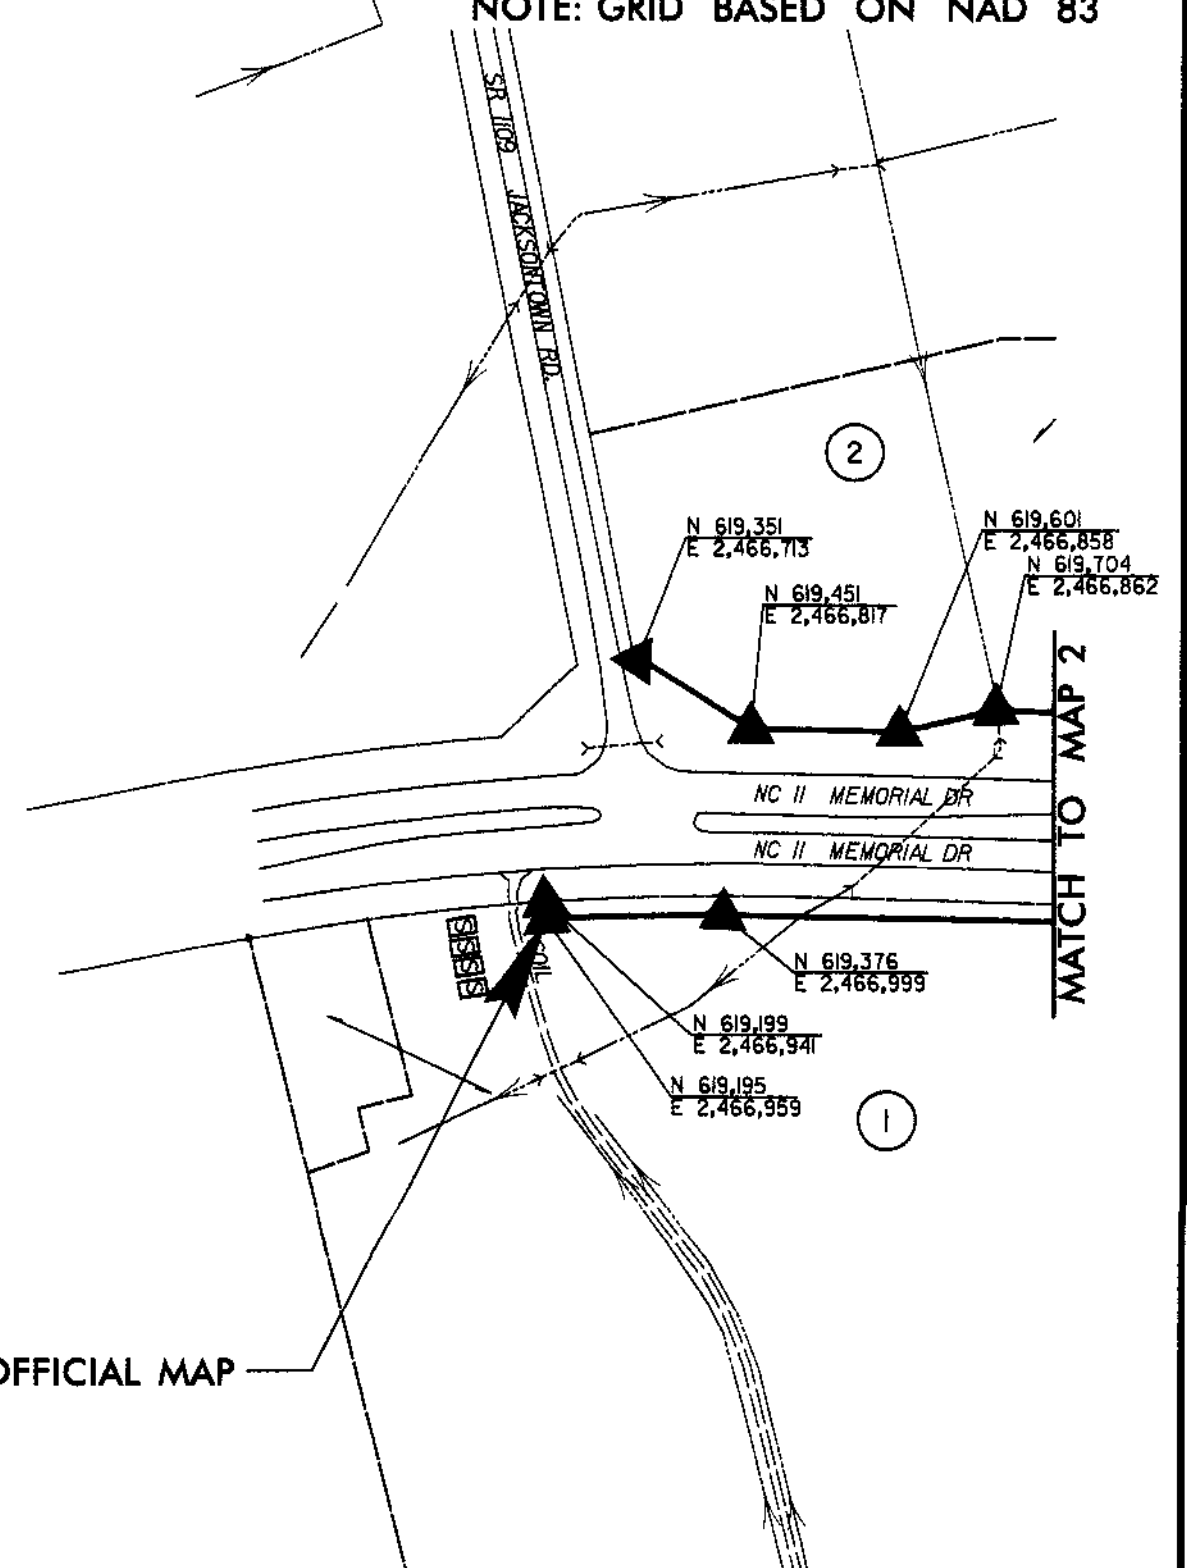 NOTE: GRID BASED ON NAD 83
SR 1109 JACKSONTOWN RD.
2
N 619,351
E 2,466,713
N 619,601
E 2,466,858
N 619,704
E 2,466,862
N 619,451
E 2,466,817
MATCH TO MAP 2
NC 11 MEMORIAL DR
NC 11 MEMORIAL DR
SOIL
N 619,376
E 2,466,999
N 619,199
E 2,466,941
N 619,195
E 2,466,959
1
OFFICIAL MAP